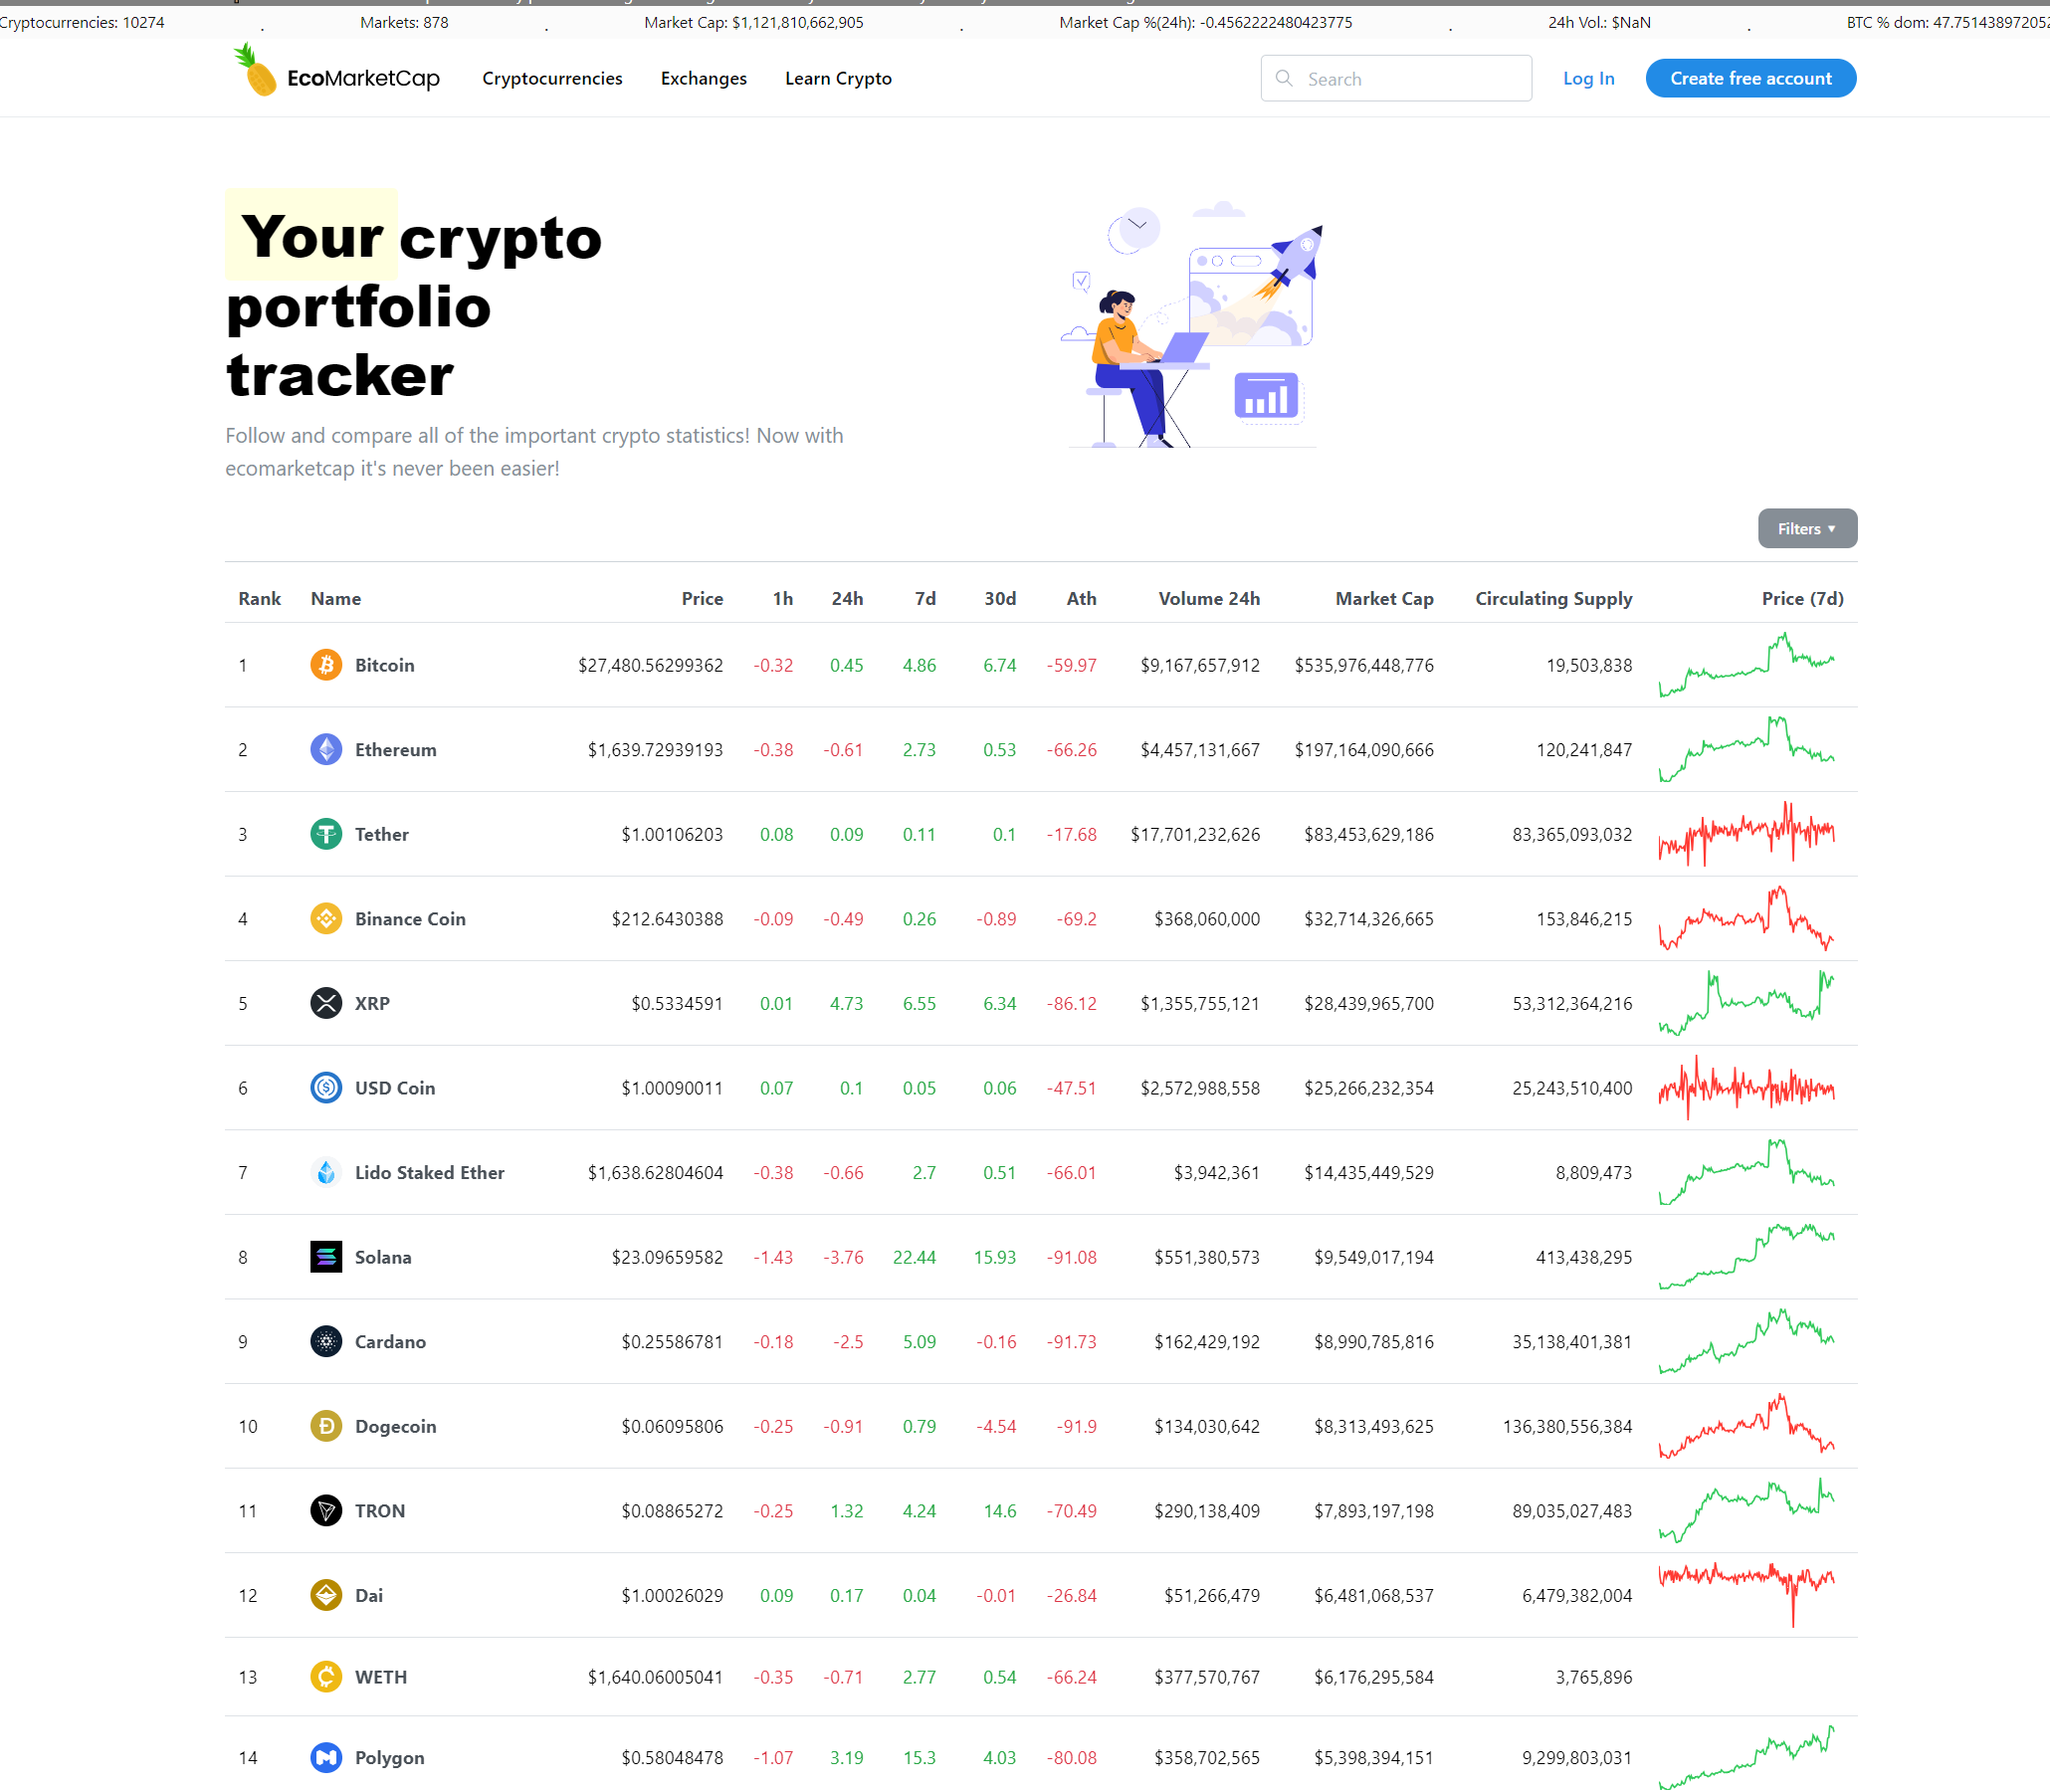 Cryptocurrencies: 10274 . Markets: 878 . Market Cap: $1,121,810,662,905 . Market Cap %(24h): -0.4562222480423775 . 24h Vol.: $NaN . BTC % dom: 47.751438972052
EcoMarketCap Cryptocurrencies Exchanges Learn Crypto Search Log In Create free account
Your crypto
portfolio
tracker
Follow and compare all of the important crypto statistics! Now with
ecomarketcap it's never been easier!
Filters ▼
Rank Name Price 1h 24h 7d 30d Ath Volume 24h Market Cap Circulating Supply Price (7d)
1 Bitcoin $27,480.56299362 -0.32 0.45 4.86 6.74 -59.97 $9,167,657,912 $535,976,448,776 19,503,838
2 Ethereum $1,639.72939193 -0.38 -0.61 2.73 0.53 -66.26 $4,457,131,667 $197,164,090,666 120,241,847
3 Tether $1.00106203 0.08 0.09 0.11 0.1 -17.68 $17,701,232,626 $83,453,629,186 83,365,093,032
4 Binance Coin $212.6430388 -0.09 -0.49 0.26 -0.89 -69.2 $368,060,000 $32,714,326,665 153,846,215
5 XRP $0.5334591 0.01 4.73 6.55 6.34 -86.12 $1,355,755,121 $28,439,965,700 53,312,364,216
6 USD Coin $1.00090011 0.07 0.1 0.05 0.06 -47.51 $2,572,988,558 $25,266,232,354 25,243,510,400
7 Lido Staked Ether $1,638.62804604 -0.38 -0.66 2.7 0.51 -66.01 $3,942,361 $14,435,449,529 8,809,473
8 Solana $23.09659582 -1.43 -3.76 22.44 15.93 -91.08 $551,380,573 $9,549,017,194 413,438,295
9 Cardano $0.25586781 -0.18 -2.5 5.09 -0.16 -91.73 $162,429,192 $8,990,785,816 35,138,401,381
10 Dogecoin $0.06095806 -0.25 -0.91 0.79 -4.54 -91.9 $134,030,642 $8,313,493,625 136,380,556,384
11 TRON $0.08865272 -0.25 1.32 4.24 14.6 -70.49 $290,138,409 $7,893,197,198 89,035,027,483
12 Dai $1.00026029 0.09 0.17 0.04 -0.01 -26.84 $51,266,479 $6,481,068,537 6,479,382,004
13 WETH $1,640.06005041 -0.35 -0.71 2.77 0.54 -66.24 $377,570,767 $6,176,295,584 3,765,896
14 Polygon $0.58048478 -1.07 3.19 15.3 4.03 -80.08 $358,702,565 $5,398,394,151 9,299,803,031